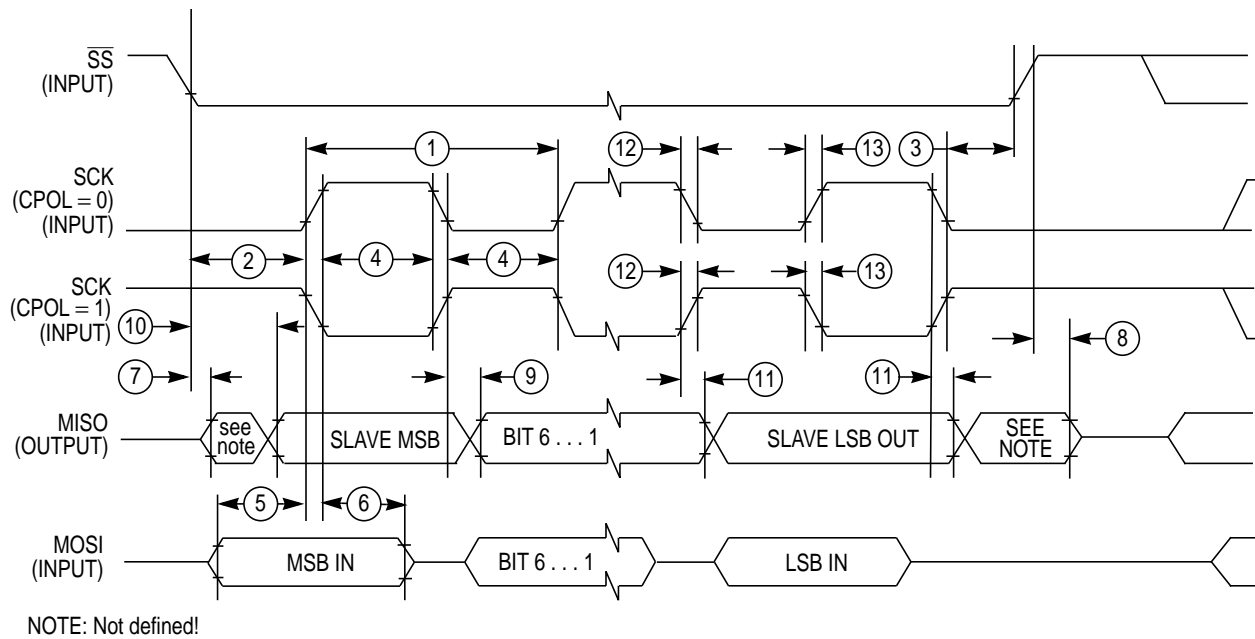 SS
(INPUT)
1
12
13
3
SCK
(CPOL = 0)
(INPUT)
2
4
4
12
13
SCK
(CPOL = 1)
(INPUT)
10
8
7
9
11
11
MISO
(OUTPUT)
see
note
SLAVE MSB
BIT 6 . . . 1
SLAVE LSB OUT
SEE
NOTE
5
6
MOSI
(INPUT)
MSB IN
BIT 6 . . . 1
LSB IN
NOTE: Not defined!